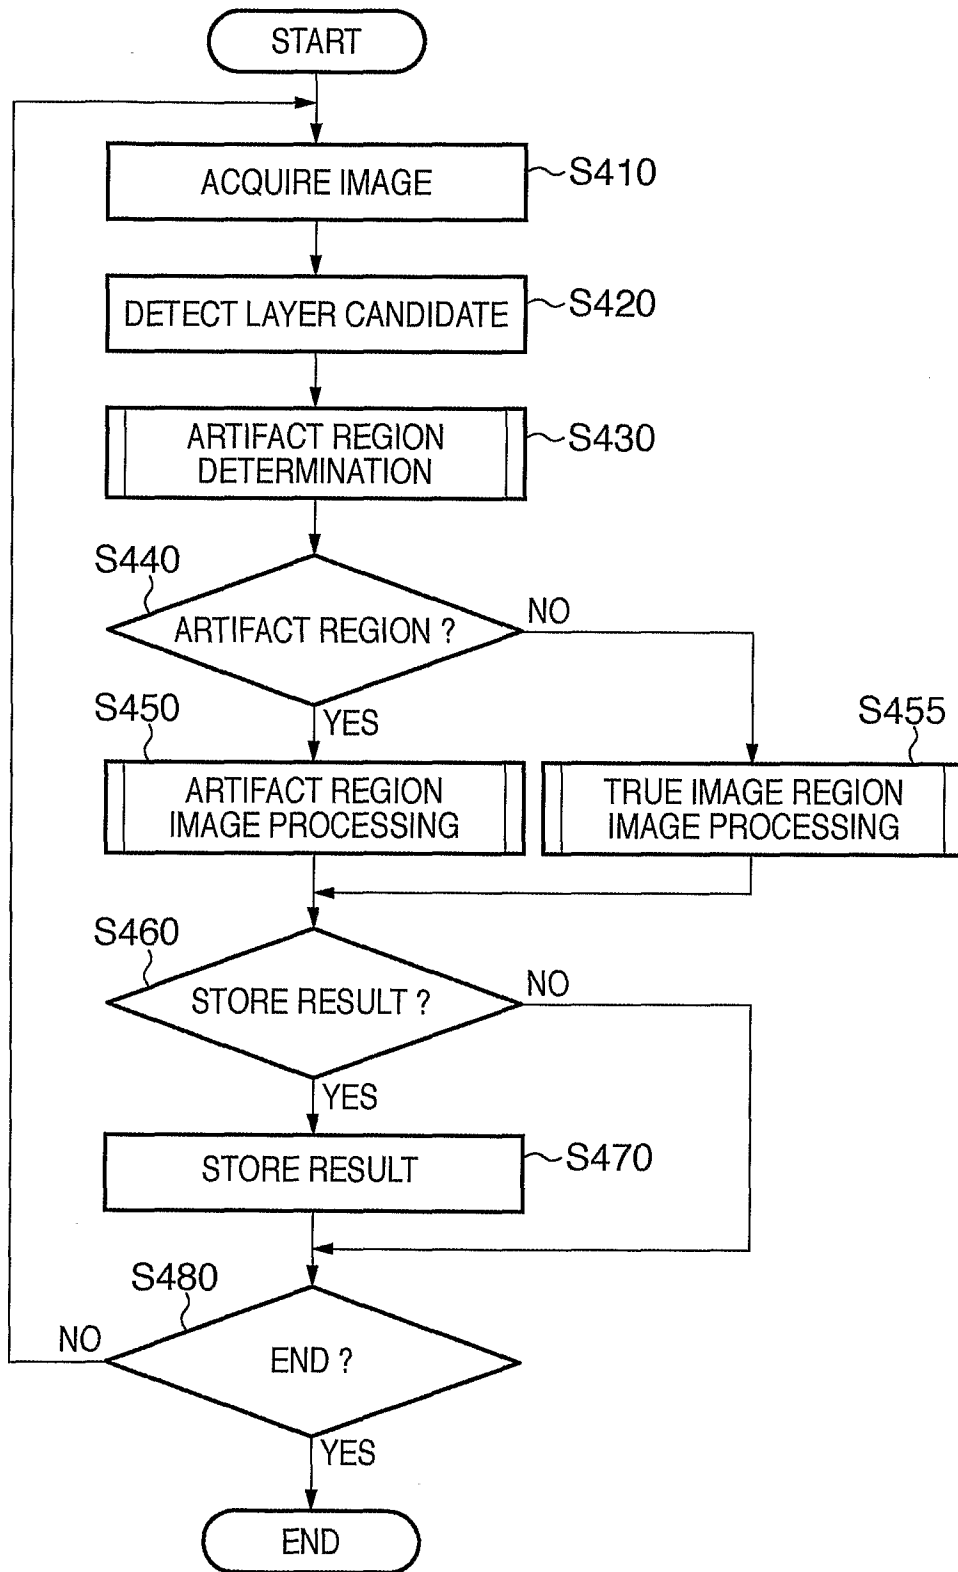 START
ACQUIRE IMAGE
S410
DETECT LAYER CANDIDATE
S420
ARTIFACT REGION
DETERMINATION
S430
S440
ARTIFACT REGION ?
NO
YES
S450
ARTIFACT REGION
IMAGE PROCESSING
S455
TRUE IMAGE REGION
IMAGE PROCESSING
S460
STORE RESULT ?
NO
YES
STORE RESULT
S470
S480
NO
END ?
YES
END